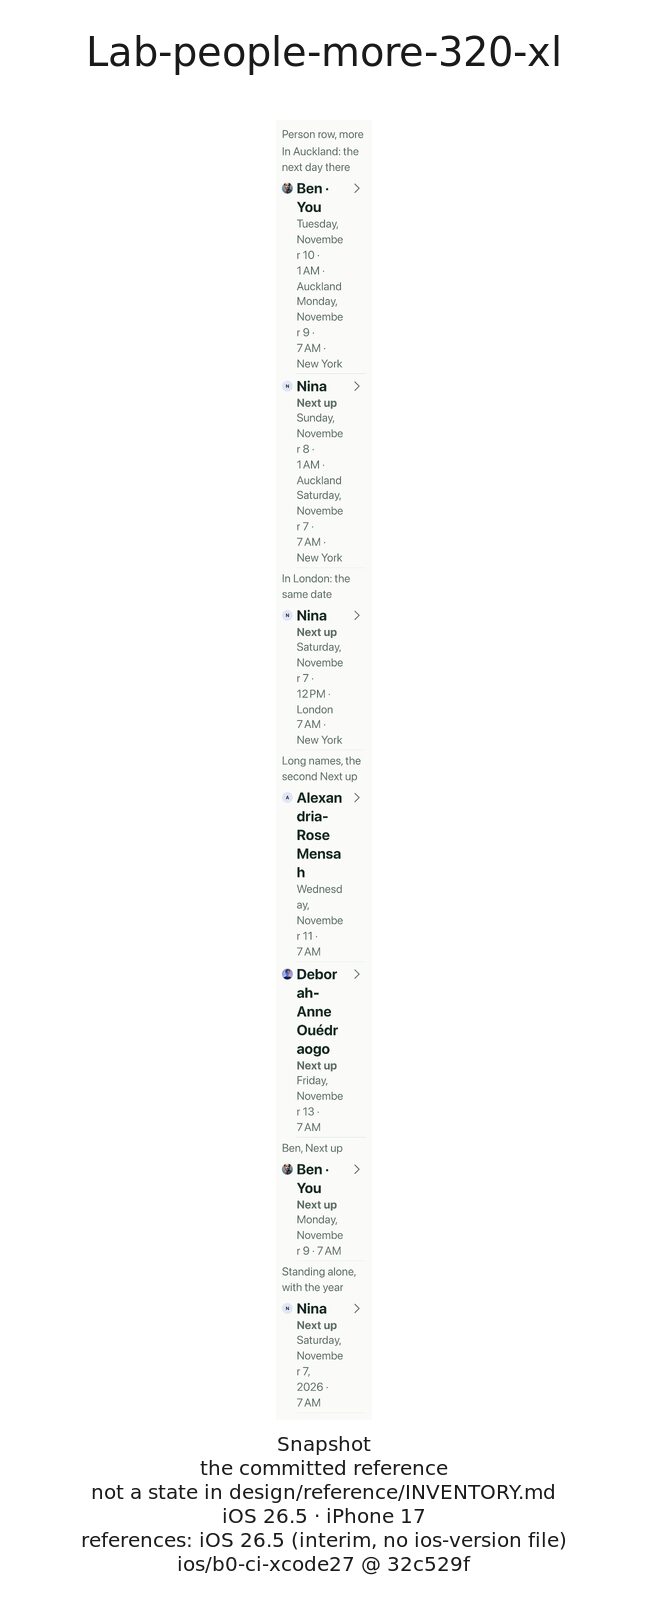 Lab-people-more-320-xl
Person row, more
In Auckland: the
next day there
Ben ·
You
Tuesday,
Novembe
r 10 ·
1 AM ·
Auckland
Monday,
Novembe
r 9 ·
7 AM ·
New York
N
Nina
Next up
Sunday,
Novembe
r 8 ·
1 AM ·
Auckland
Saturday,
Novembe
r 7 ·
7 AM ·
New York
In London: the
same date
N
Nina
Next up
Saturday,
Novembe
r 7 ·
12 PM ·
London
7 AM ·
New York
Long names, the
second Next up
A
Alexan
dria-
Rose
Mensa
h
Wednesd
ay,
Novembe
r 11 ·
7 AM
Debor
ah-
Anne
Ouédr
aogo
Next up
Friday,
Novembe
r 13 ·
7 AM
Ben, Next up
Ben ·
You
Next up
Monday,
Novembe
r 9 · 7 AM
Standing alone,
with the year
N
Nina
Next up
Saturday,
Novembe
r 7,
2026 ·
7 AM
Snapshot
the committed reference
not a state in design/reference/INVENTORY.md
iOS 26.5 · iPhone 17
references: iOS 26.5 (interim, no ios-version file)
ios/b0-ci-xcode27 @ 32c529f